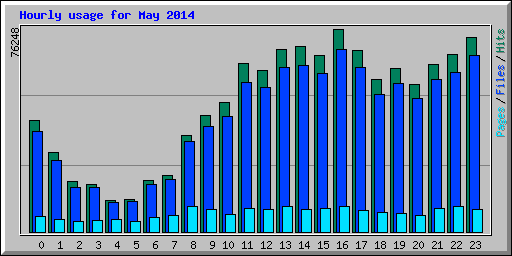 Hourly usage for May 2014
76248
Pages/Files/Hits
0 1 2 3 4 5 6 7 8 9 10 11 12 13 14 15 16 17 18 19 20 21 22 23